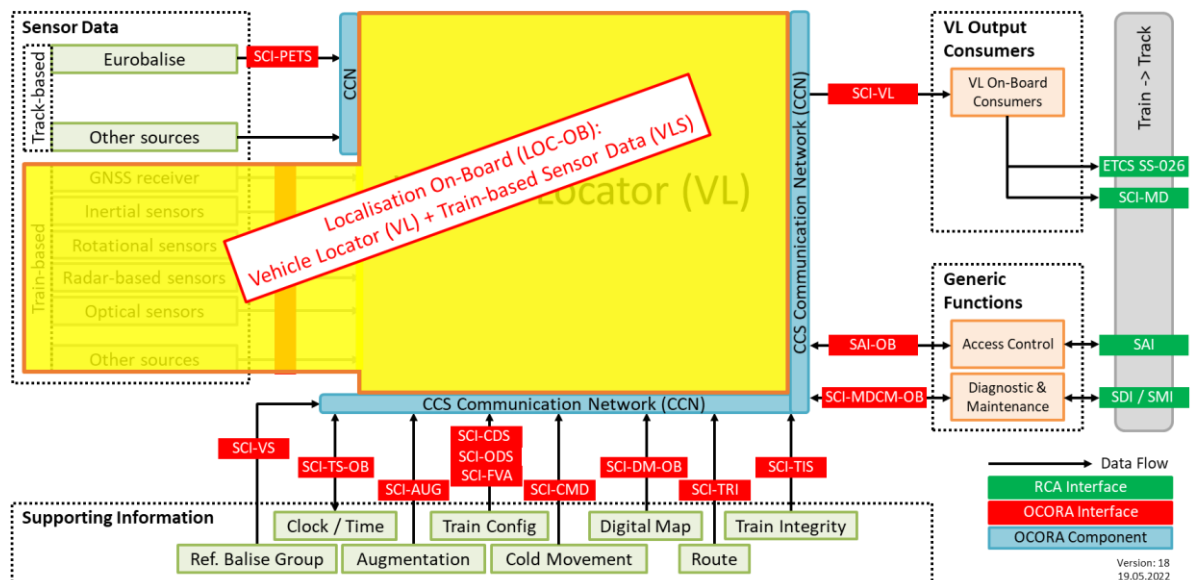 Sensor Data
Track-based
Eurobalise
SCI-PETS
CCN
Other sources
Train-based
GNSS receiver
Inertial sensors
Rotational sensors
Radar-based sensors
Optical sensors
Other sources
Locator (VL)
Localisation On-Board (LOC-OB):
Vehicle Locator (VL) + Train-based Sensor Data (VLS)
CCS Communication Network (CCN)
CCS Communication Network (CCN)
VL Output
Consumers
SCI-VL
VL On-Board
Consumers
Train -> Track
ETCS SS-026
SCI-MD
Generic
Functions
SAI-OB
Access Control
SAI
SCI-MDCM-OB
Diagnostic &
Maintenance
SDI / SMI
SCI-VS
SCI-TS-OB
SCI-AUG
SCI-CDS
SCI-ODS
SCI-FVA
SCI-CMD
SCI-DM-OB
SCI-TRI
SCI-TIS
Supporting Information
Clock / Time
Train Config
Digital Map
Train Integrity
Ref. Balise Group
Augmentation
Cold Movement
Route
Data Flow
RCA Interface
OCORA Interface
OCORA Component
Version: 18
19.05.2022